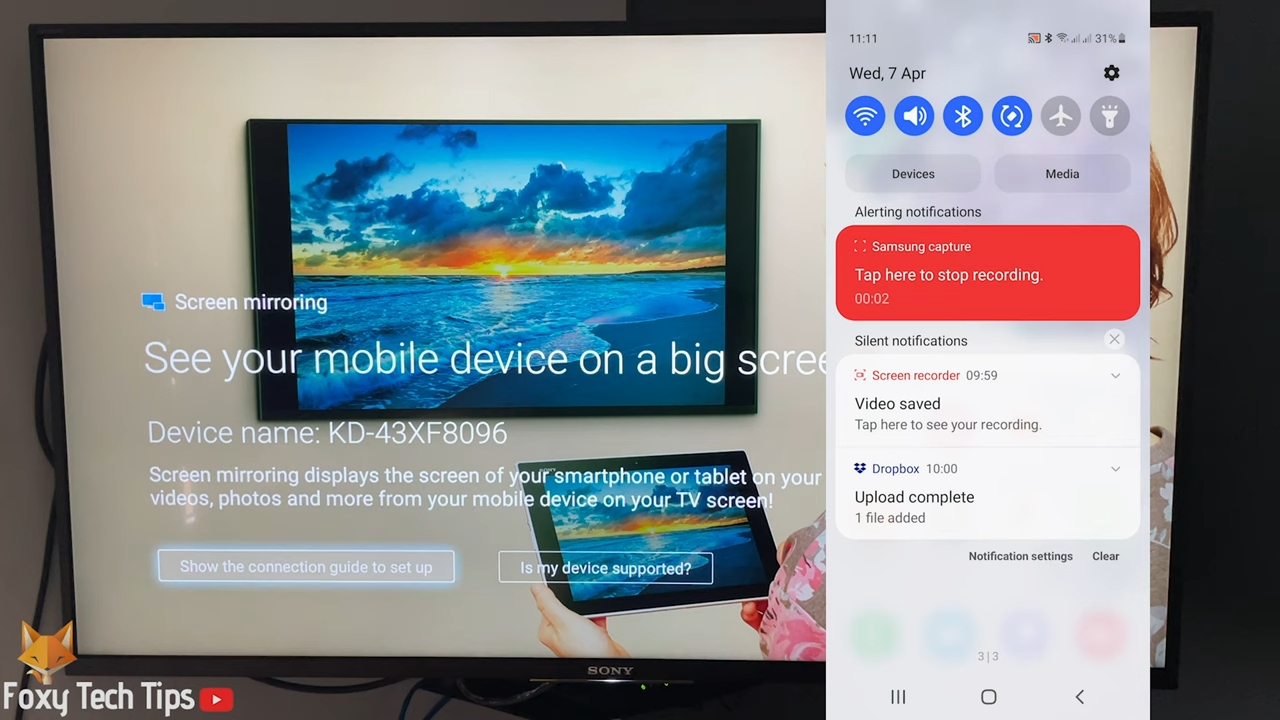 Screen mirroring
See your mobile device on a big scree
Device name: KD-43XF8096
Screen mirroring displays the screen of your smartphone or tablet on your
videos, photos and more from your mobile device on your TV screen!
Show the connection guide to set up
Is my device supported?
SONY
Foxy Tech Tips
11:11
31%
Wed, 7 Apr
Devices
Media
Alerting notifications
Samsung capture
Tap here to stop recording.
00:02
Silent notifications
Screen recorder 09:59
Video saved
Tap here to see your recording.
Dropbox 10:00
Upload complete
1 file added
Notification settings Clear
3|3